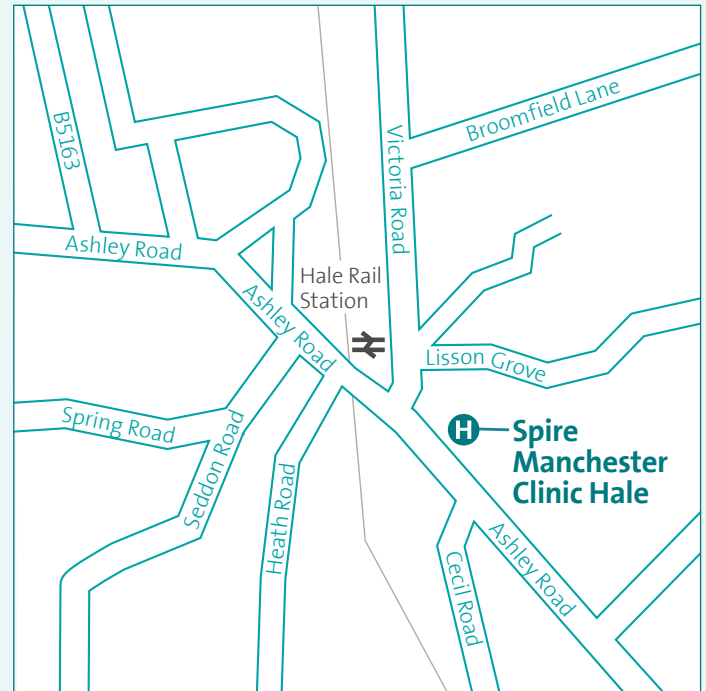 B5163
Victoria Road
Broomfield Lane
Ashley Road
Hale Rail
Station
Ashley Road
Lisson Grove
Spring Road
Seddon Road
H
Spire
Manchester
Clinic Hale
Heath Road
Cecil Road
Ashley Road